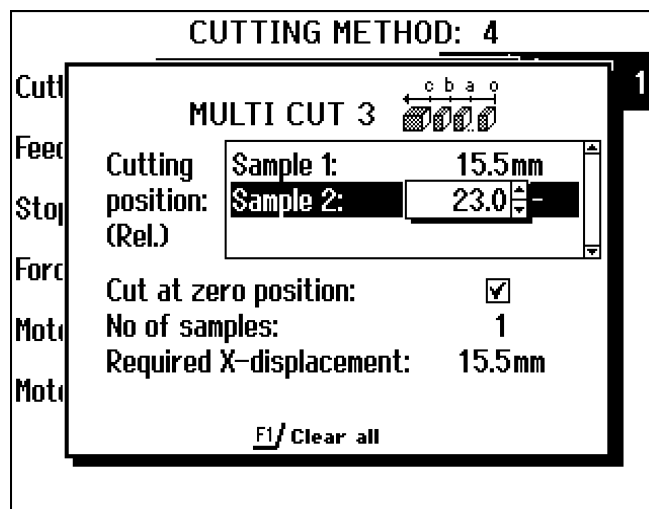 CUTTING METHOD: 4
Cutt
1
c b a o
MULTI CUT 3
Feed
Cutting Sample 1: 15.5mm
position: Sample 2: 23.0 -
Stop
(Rel.)
Forc
Cut at zero position:
Moto
No of samples: 1
Required X-displacement: 15.5mm
Moto
F1/ Clear all